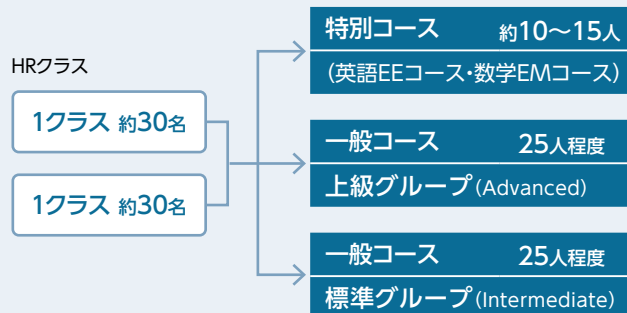 HRクラス
1クラス 約30名
1クラス 約30名
特別コース 約10～15人
(英語EEコース・数学EMコース)
一般コース 25人程度
上級グループ(Advanced)
一般コース 25人程度
標準グループ(Intermediate)